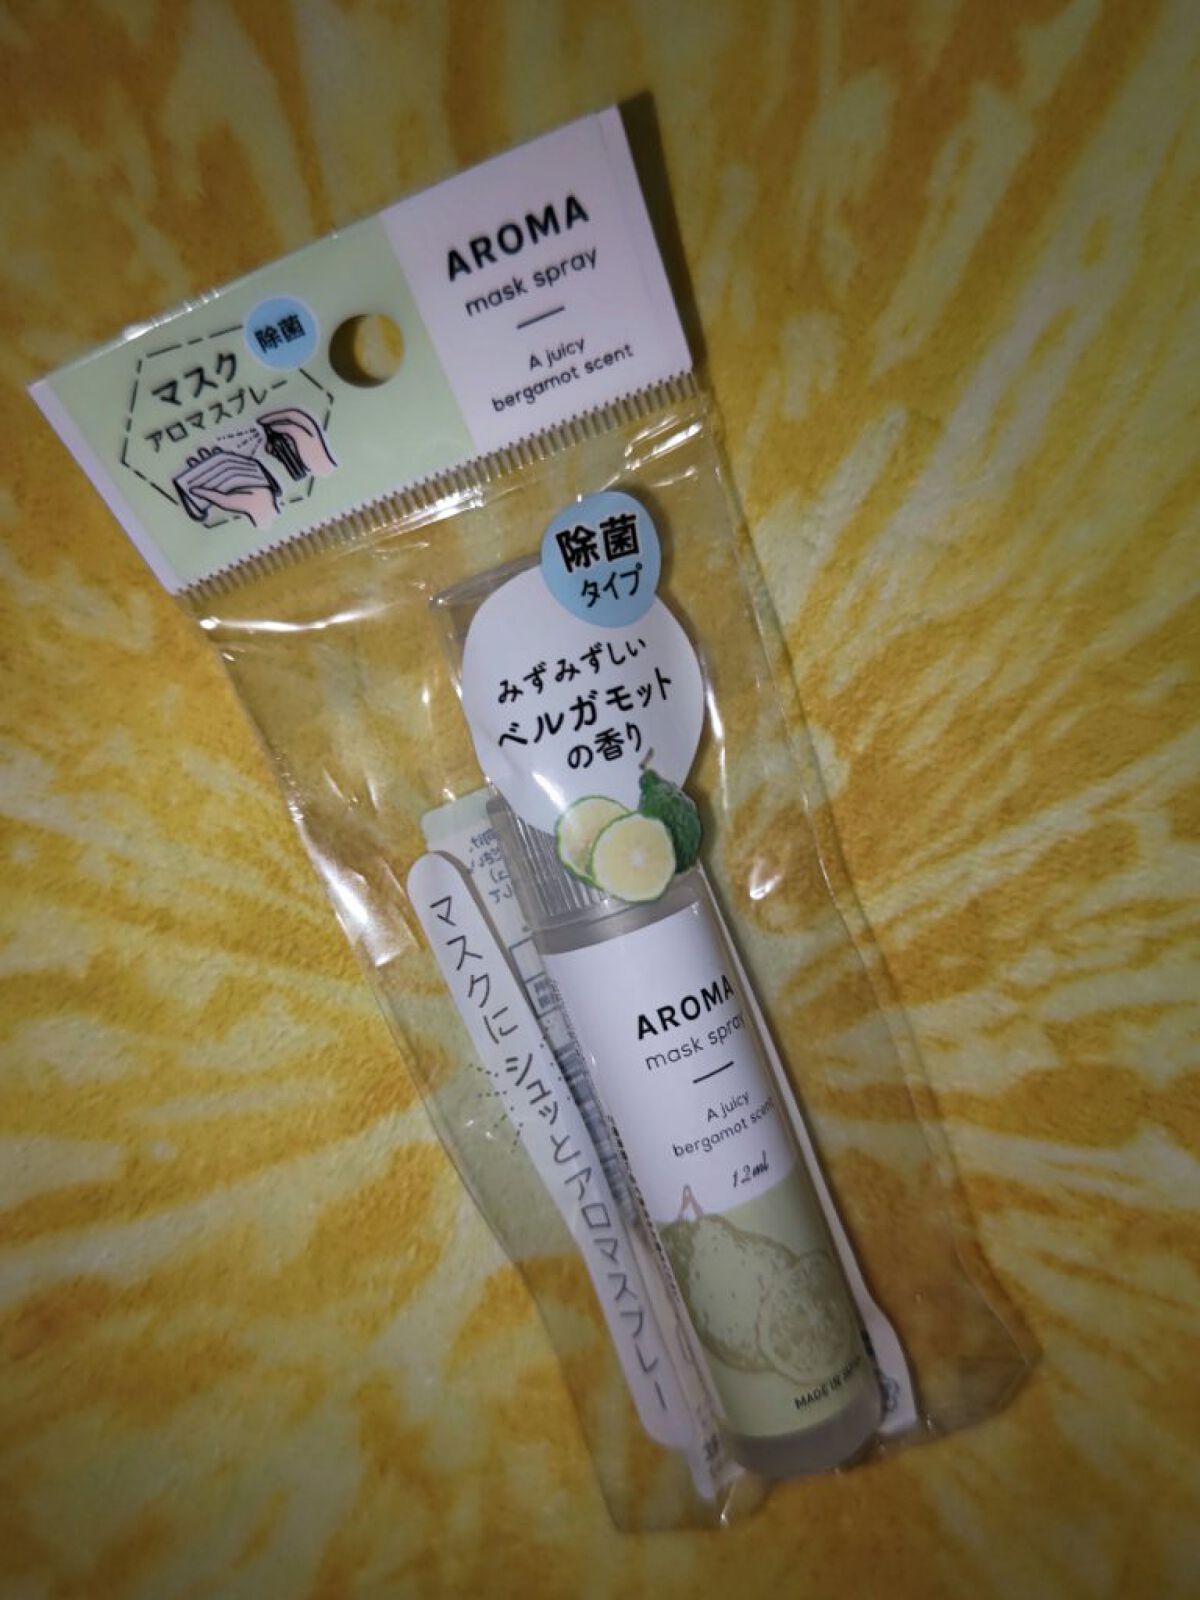 AROMA
mask spray
A juicy
bergamot scent
除菌
マスク
アロマスプレー
除菌
タイプ
みずみずしい
ベルガモット
の香り
マスクに シュッとアロマスプレー
AROMA
mask spray
A juicy
bergamot scent
12ml
MADE IN